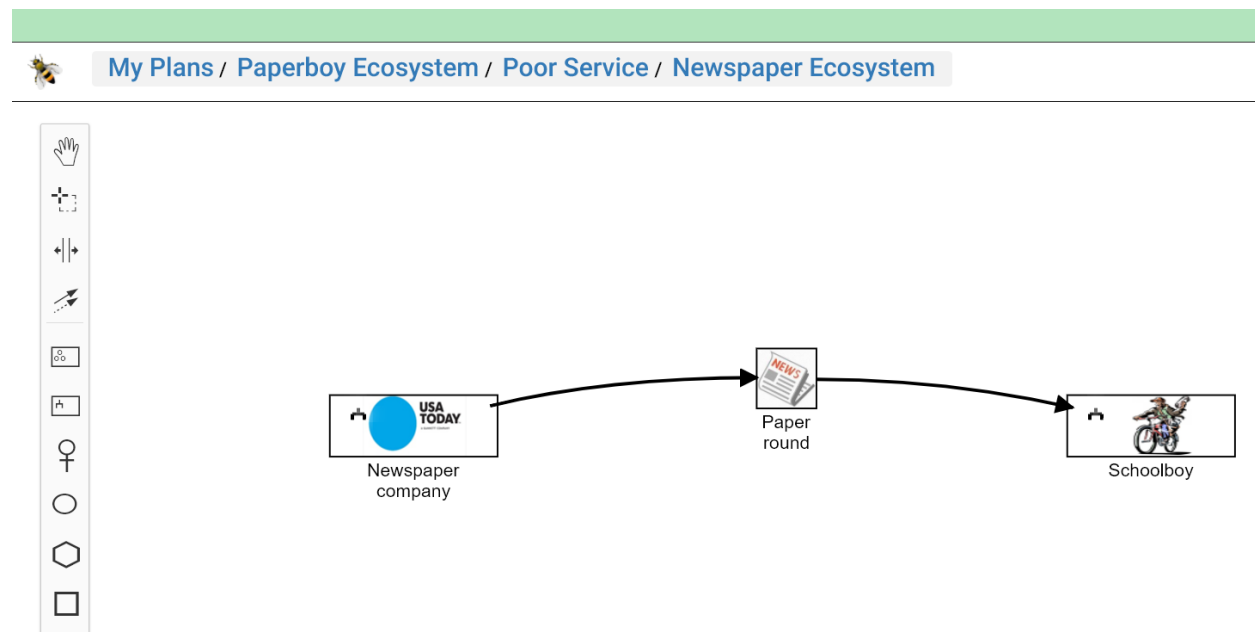 My Plans / Paperboy Ecosystem / Poor Service / Newspaper Ecosystem
NEWS
USA
TODAY
Paper
round
Newspaper
company
Schoolboy